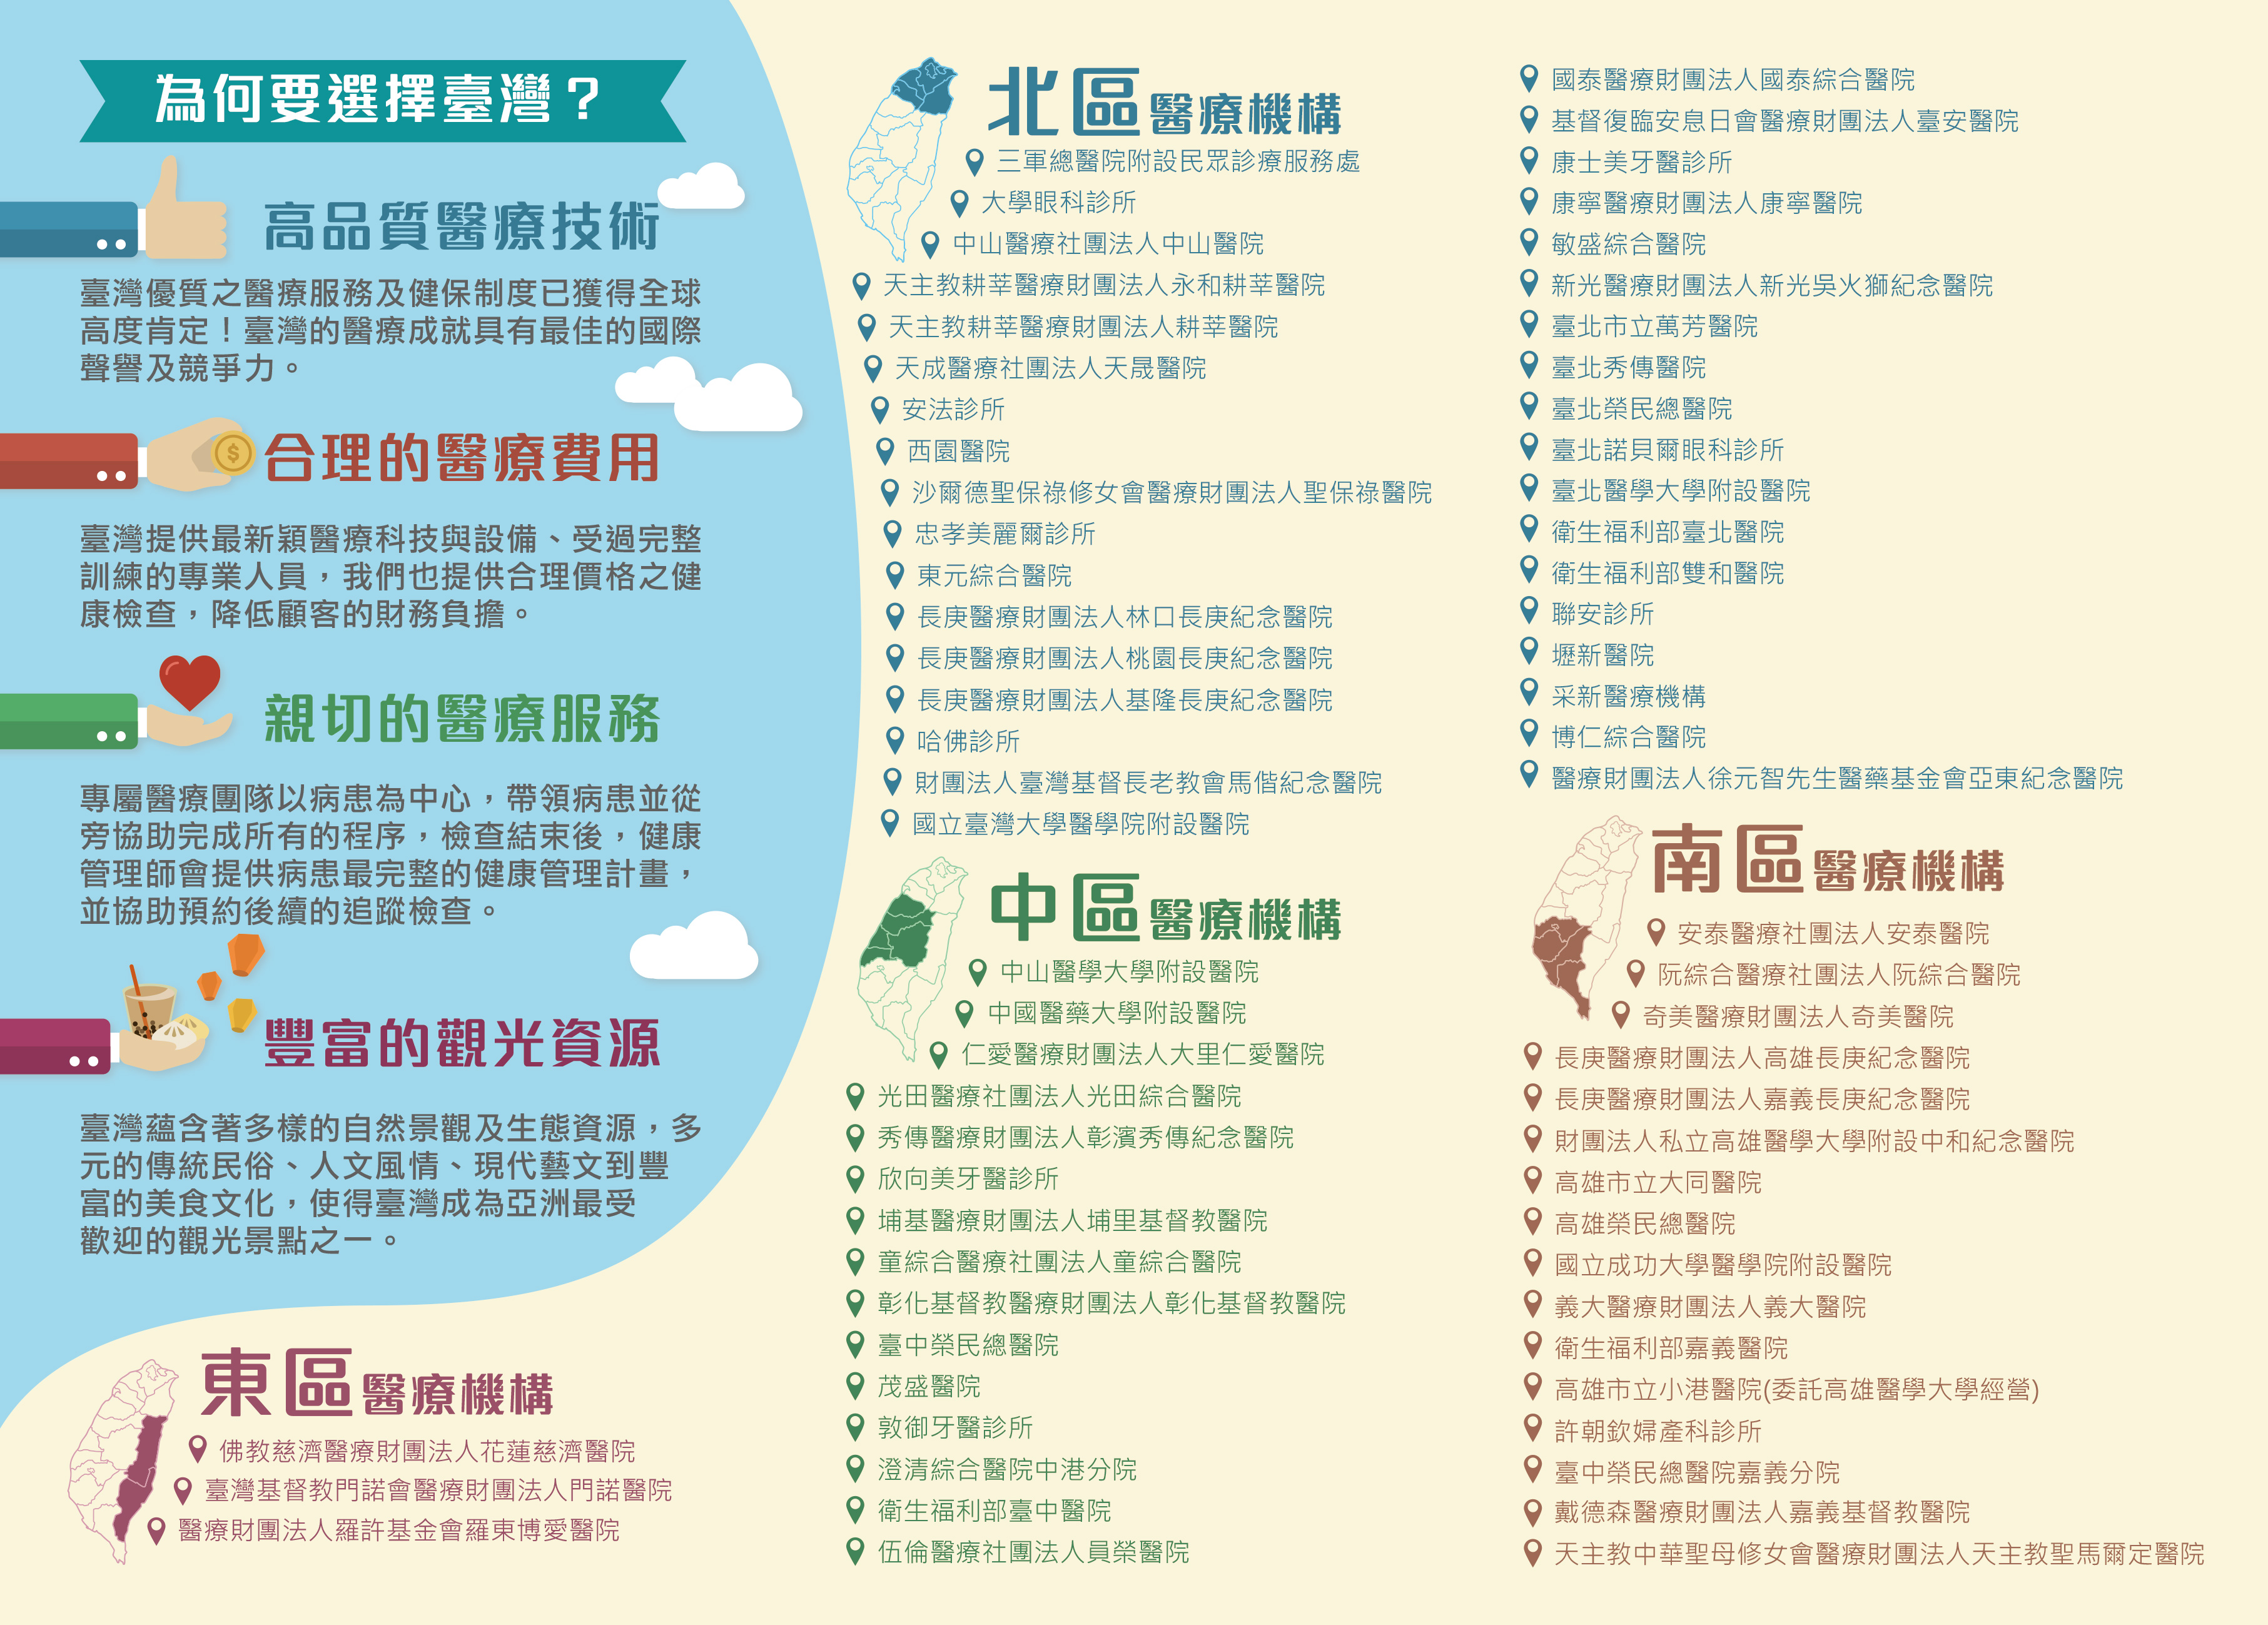 為何要選擇臺灣？
高品質醫療技術
臺灣優質之醫療服務及健保制度已獲得全球
高度肯定！臺灣的醫療成就具有最佳的國際
聲譽及競爭力。
$
合理的醫療費用
臺灣提供最新穎醫療科技與設備、受過完整
訓練的專業人員，我們也提供合理價格之健
康檢查，降低顧客的財務負擔。
親切的醫療服務
專屬醫療團隊以病患為中心，帶領病患並從
旁協助完成所有的程序，檢查結束後，健康
管理師會提供病患最完整的健康管理計畫，
並協助預約後續的追蹤檢查。
豐富的觀光資源
臺灣蘊含著多樣的自然景觀及生態資源，多
元的傳統民俗、人文風情、現代藝文到豐
富的美食文化，使得臺灣成為亞洲最受
歡迎的觀光景點之一。
東區醫療機構
佛教慈濟醫療財團法人花蓮慈濟醫院
臺灣基督教門諾會醫療財團法人門諾醫院
醫療財團法人羅許基金會羅東博愛醫院
北區醫療機構
三軍總醫院附設民眾診療服務處
大學眼科診所
中山醫療社團法人中山醫院
天主教耕莘醫療財團法人永和耕莘醫院
天主教耕莘醫療財團法人耕莘醫院
天成醫療社團法人天晟醫院
安法診所
西園醫院
沙爾德聖保祿修女會醫療財團法人聖保祿醫院
忠孝美麗爾診所
東元綜合醫院
長庚醫療財團法人林口長庚紀念醫院
長庚醫療財團法人桃園長庚紀念醫院
長庚醫療財團法人基隆長庚紀念醫院
哈佛診所
財團法人臺灣基督長老教會馬偕紀念醫院
國立臺灣大學醫學院附設醫院
中區醫療機構
中山醫學大學附設醫院
中國醫藥大學附設醫院
仁愛醫療財團法人大里仁愛醫院
光田醫療社團法人光田綜合醫院
秀傳醫療財團法人彰濱秀傳紀念醫院
欣向美牙醫診所
埔基醫療財團法人埔里基督教醫院
童綜合醫療社團法人童綜合醫院
彰化基督教醫療財團法人彰化基督教醫院
臺中榮民總醫院
茂盛醫院
敦御牙醫診所
澄清綜合醫院中港分院
衛生福利部臺中醫院
伍倫醫療社團法人員榮醫院
國泰醫療財團法人國泰綜合醫院
基督復臨安息日會醫療財團法人臺安醫院
康士美牙醫診所
康寧醫療財團法人康寧醫院
敏盛綜合醫院
新光醫療財團法人新光吳火獅紀念醫院
臺北市立萬芳醫院
臺北秀傳醫院
臺北榮民總醫院
臺北諾貝爾眼科診所
臺北醫學大學附設醫院
衛生福利部臺北醫院
衛生福利部雙和醫院
聯安診所
壢新醫院
采新醫療機構
博仁綜合醫院
醫療財團法人徐元智先生醫藥基金會亞東紀念醫院
南區醫療機構
安泰醫療社團法人安泰醫院
阮綜合醫療社團法人阮綜合醫院
奇美醫療財團法人奇美醫院
長庚醫療財團法人高雄長庚紀念醫院
長庚醫療財團法人嘉義長庚紀念醫院
財團法人私立高雄醫學大學附設中和紀念醫院
高雄市立大同醫院
高雄榮民總醫院
國立成功大學醫學院附設醫院
義大醫療財團法人義大醫院
衛生福利部嘉義醫院
高雄市立小港醫院(委託高雄醫學大學經營)
許朝欽婦產科診所
臺中榮民總醫院嘉義分院
戴德森醫療財團法人嘉義基督教醫院
天主教中華聖母修女會醫療財團法人天主教聖馬爾定醫院